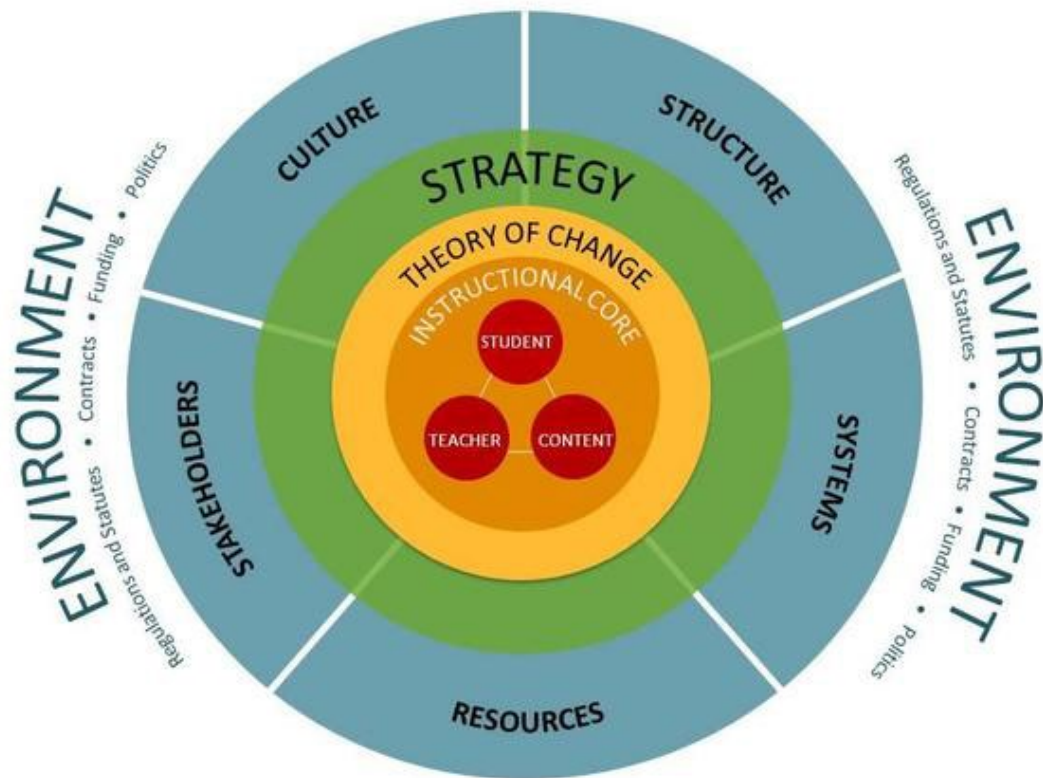 CULTURE
STRUCTURE
STRATEGY
THEORY OF CHANGE
INSTRUCTIONAL CORE
STUDENT
TEACHER
CONTENT
STAKEHOLDERS
SYSTEMS
RESOURCES
ENVIRONMENT
Regulations and Statutes • Contracts • Funding • Politics
ENVIRONMENT
Regulations and Statutes • Contracts • Funding • Politics